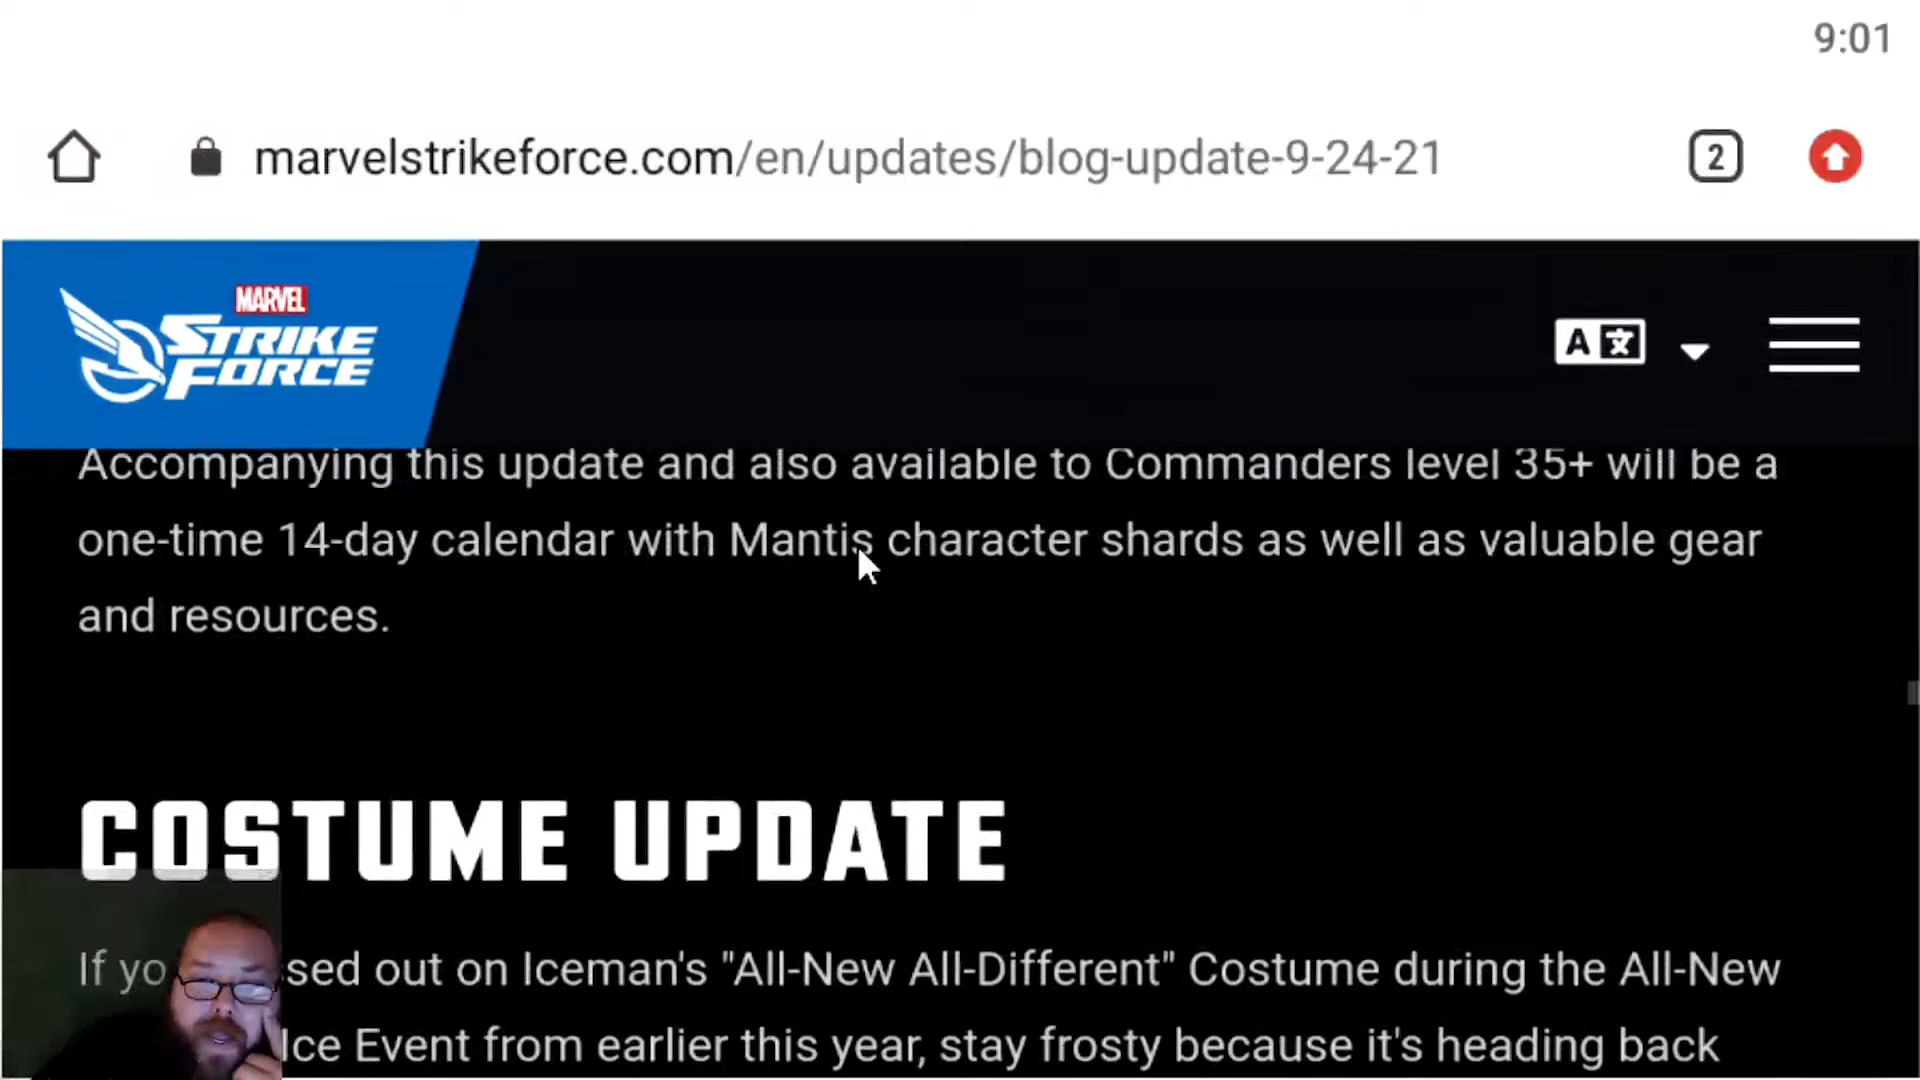 9:01
marvelstrikeforce.com/en/updates/blog-update-9-24-21
2
MARVEL
STRIKE
FORCE
A 文
Accompanying this update and also available to Commanders level 35+ will be a
one-time 14-day calendar with Mantis character shards as well as valuable gear
and resources.
COSTUME UPDATE
If yo ssed out on Iceman's "All-New All-Different" Costume during the All-New
Ice Event from earlier this year, stay frosty because it's heading back